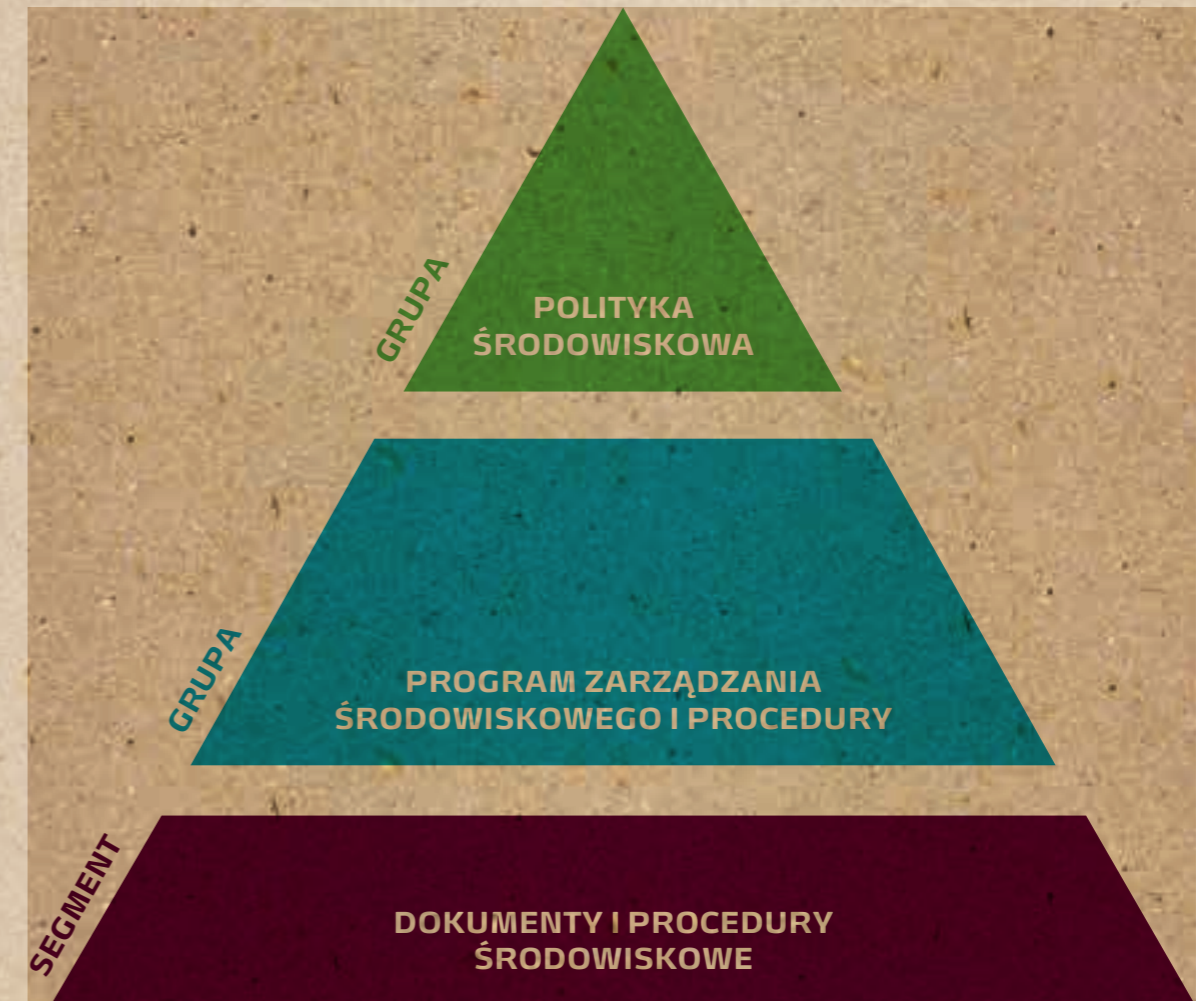 GRUPA
POLITYKA
ŚRODOWISKOWA
GRUPA
PROGRAM ZARZĄDZANIA
ŚRODOWISKOWEGO I PROCEDURY
SEGMENT
DOKUMENTY I PROCEDURY
ŚRODOWISKOWE